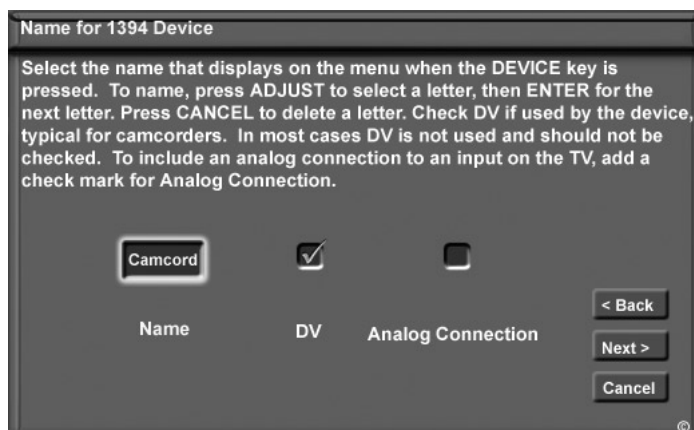 Name for 1394 Device
Select the name that displays on the menu when the DEVICE key is
pressed.  To name, press ADJUST to select a letter, then ENTER for the
next letter. Press CANCEL to delete a letter. Check DV if used by the device,
typical for camcorders.  In most cases DV is not used and should not be
checked.  To include an analog connection to an input on the TV, add a
check mark for Analog Connection.
Camcord
Name
DV
Analog Connection
< Back
Next >
Cancel
©